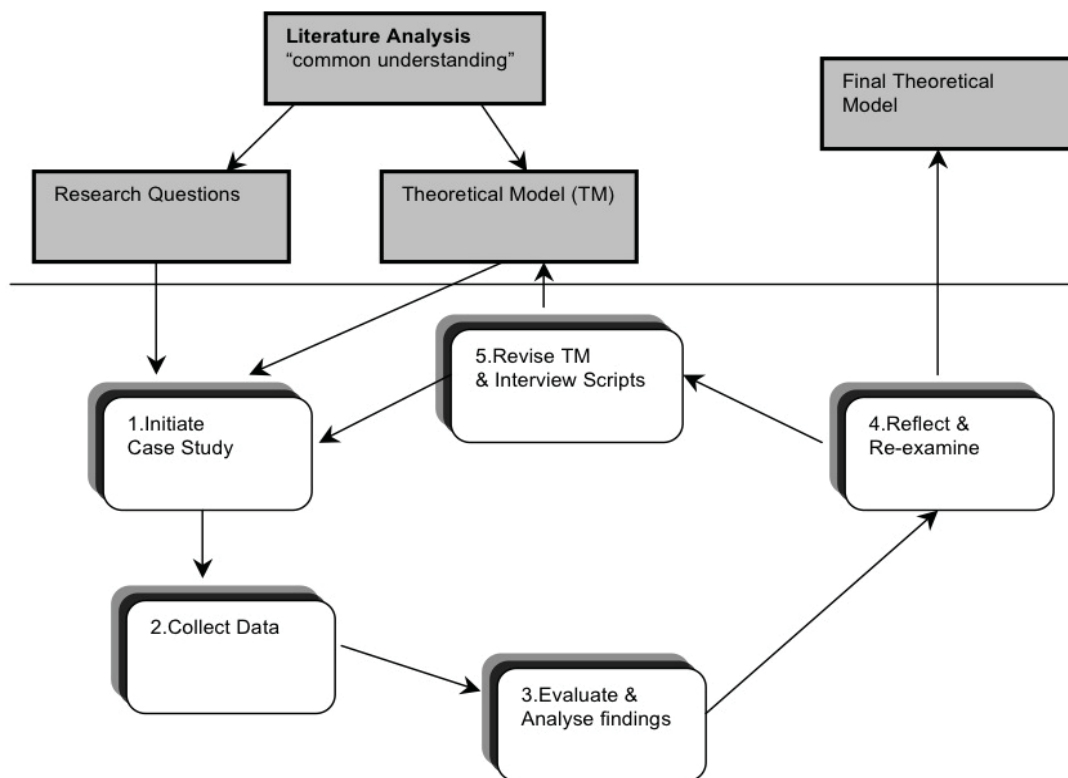 Literature Analysis
“common understanding”
Final Theoretical
Model
Research Questions
Theoretical Model (TM)
5.Revise TM
& Interview Scripts
1.Initiate
Case Study
4.Reflect &
Re-examine
2.Collect Data
3.Evaluate &
Analyse findings